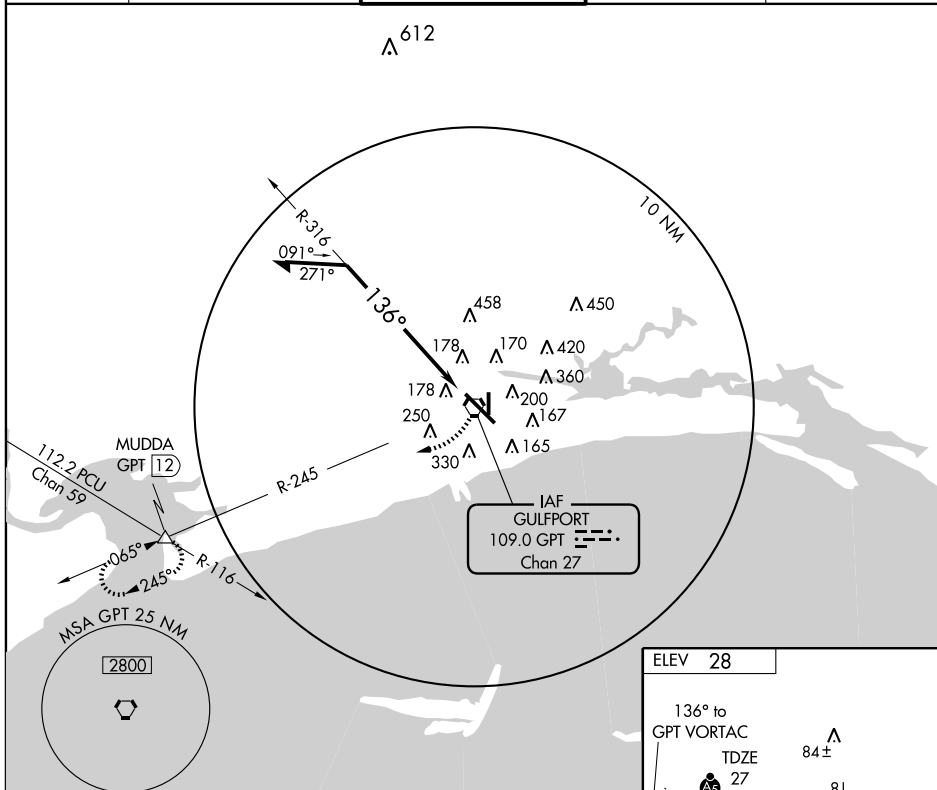 612
10 NM
R-316
091°
271°
136°
458
450
178
170
420
360
178
200
167
250
165
330
MUDDA
GPT 12
112.2 PCU
Chan 59
R-245
065°
245°
R-116
IAF
GULFPORT
109.0 GPT
Chan 27
MSA GPT 25 NM
2800
ELEV 28
136° to
GPT VORTAC
84±
TDZE
27
A5